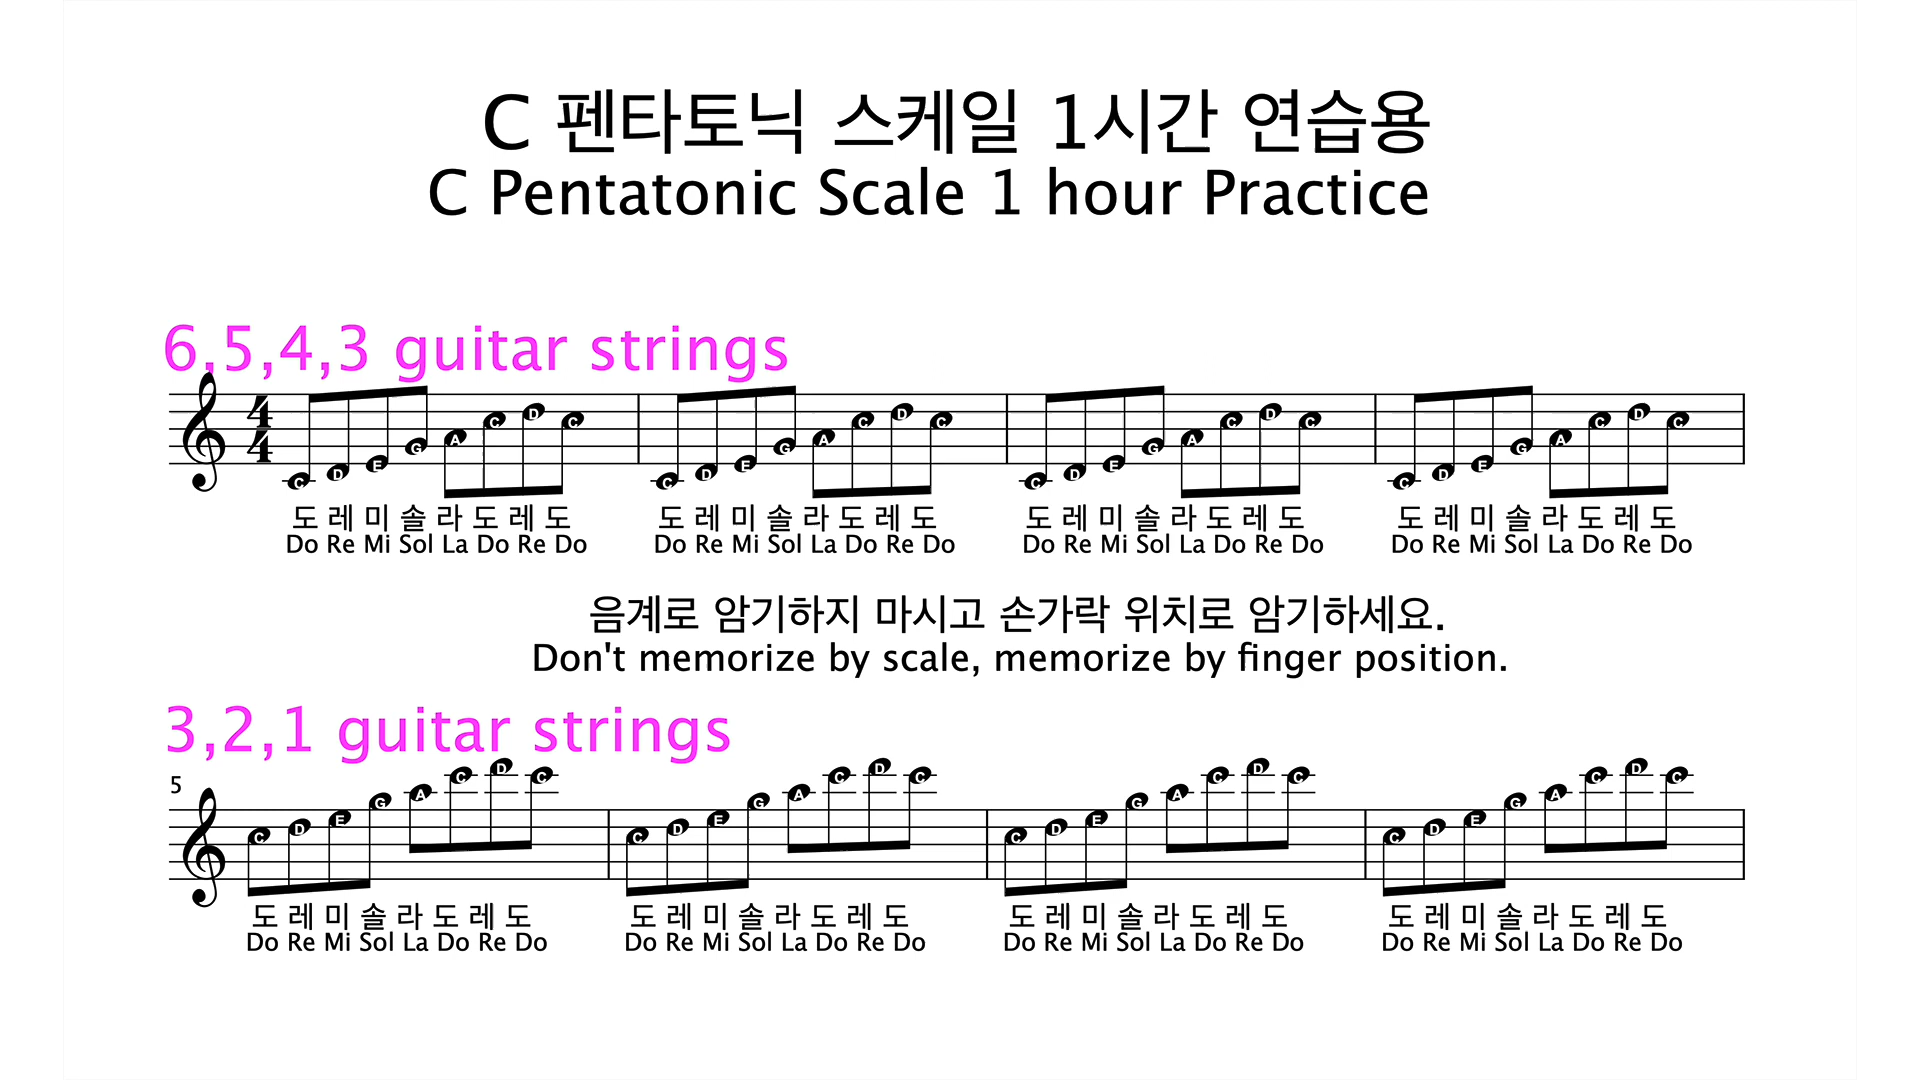 C 펜타토닉 스케일 1시간 연습용
C Pentatonic Scale 1 hour Practice
6,5,4,3 guitar strings
4 4
C D E G A C D C C D E G A C D C C D E G A C D C C D E G A C D C
도 레 미 솔 라 도 레 도 도 레 미 솔 라 도 레 도 도 레 미 솔 라 도 레 도 도 레 미 솔 라 도 레 도
Do Re Mi Sol La Do Re Do Do Re Mi Sol La Do Re Do Do Re Mi Sol La Do Re Do Do Re Mi Sol La Do Re Do
음계로 암기하지 마시고 손가락 위치로 암기하세요.
Don't memorize by scale, memorize by finger position.
3,2,1 guitar strings
5
C D E G A C D C C D E G A C D C C D E G A C D C C D E G A C D C
도 레 미 솔 라 도 레 도 도 레 미 솔 라 도 레 도 도 레 미 솔 라 도 레 도 도 레 미 솔 라 도 레 도
Do Re Mi Sol La Do Re Do Do Re Mi Sol La Do Re Do Do Re Mi Sol La Do Re Do Do Re Mi Sol La Do Re Do